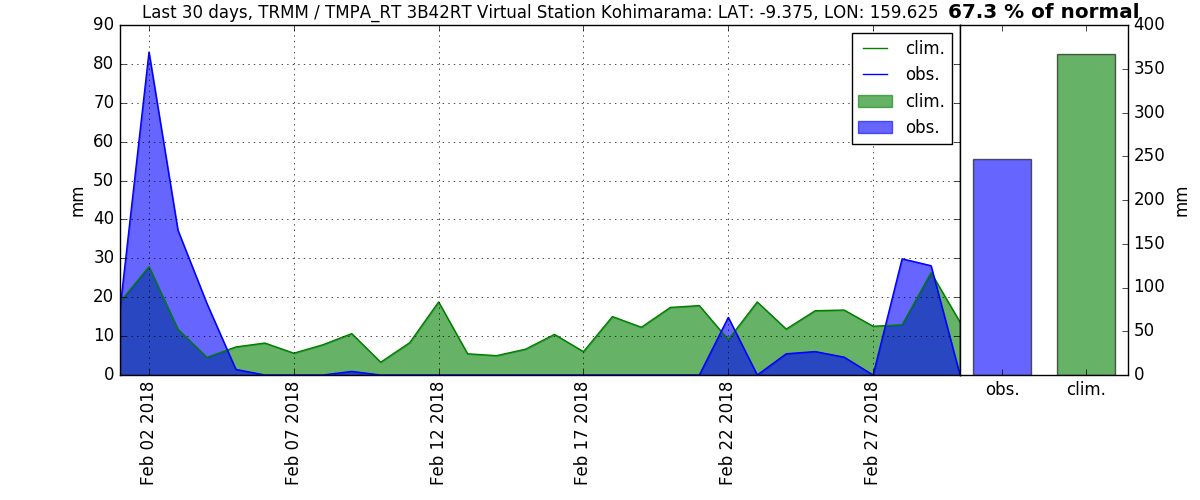 Last 30 days, TRMM / TMPA_RT 3B42RT Virtual Station Kohimarama: LAT: -9.375, LON: 159.625 67.3 % of normal
90
80
70
60
50
40
30
20
10
0
mm
clim.
obs.
clim.
obs.
Feb 02 2018
Feb 07 2018
Feb 12 2018
Feb 17 2018
Feb 22 2018
Feb 27 2018
400
350
300
250
200
150
100
50
0
mm
obs. clim.